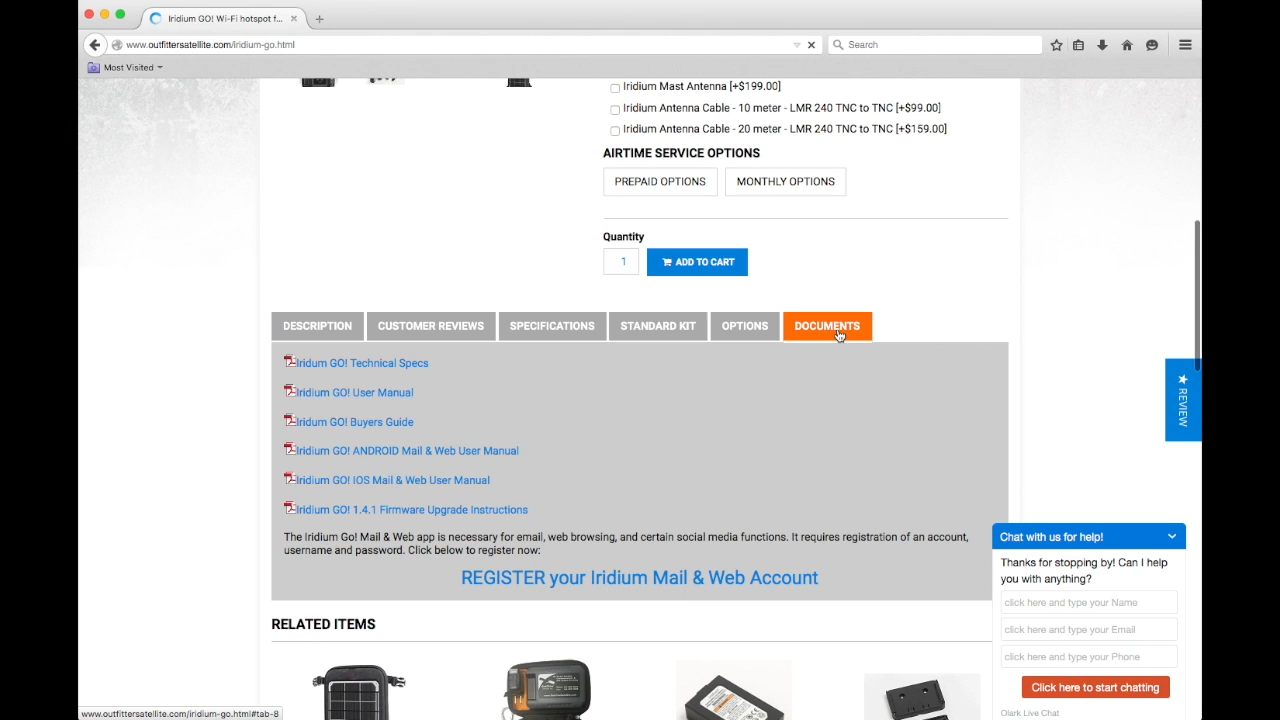 Iridium GO! Wi-Fi hotspot f...
www.outfittersatellite.com/iridium-go.html
Search
Most Visited
Iridium Mast Antenna [+$199.00]
Iridium Antenna Cable - 10 meter - LMR 240 TNC to TNC [+$99.00]
Iridium Antenna Cable - 20 meter - LMR 240 TNC to TNC [+$159.00]
AIRTIME SERVICE OPTIONS
PREPAID OPTIONS MONTHLY OPTIONS
Quantity
1 ADD TO CART
DESCRIPTION CUSTOMER REVIEWS SPECIFICATIONS STANDARD KIT OPTIONS DOCUMENTS
Iridium GO! Technical Specs
Iridium GO! User Manual
Iridum GO! Buyers Guide
Iridium GO! ANDROID Mail & Web User Manual
Iridium GO! IOS Mail & Web User Manual
Iridium GO! 1.4.1 Firmware Upgrade Instructions
The Iridium Go! Mail & Web app is necessary for email, web browsing, and certain social media functions. It requires registration of an account,
username and password. Click below to register now:
REGISTER your Iridium Mail & Web Account
★ REVIEW
RELATED ITEMS
Chat with us for help!
Thanks for stopping by! Can I help
you with anything?
click here and type your Name
click here and type your Email
click here and type your Phone
Click here to start chatting
Olark Live Chat
www.outfittersatellite.com/iridium-go.html#tab-8